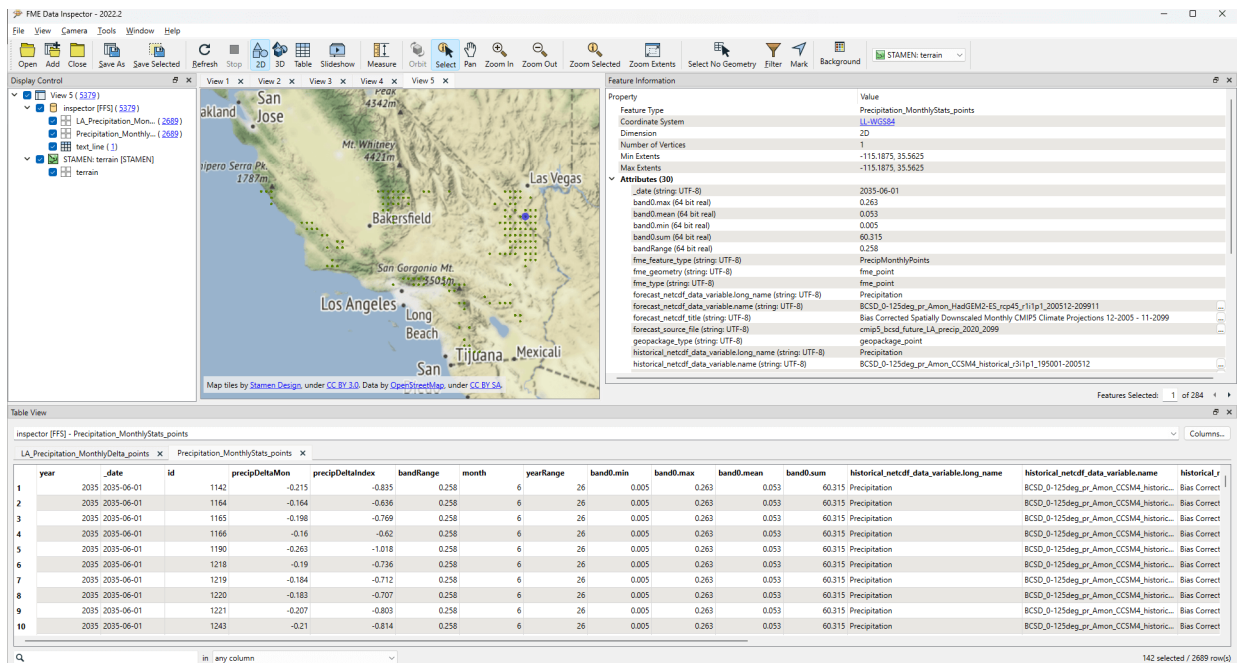 FME Data Inspector - 2022.2
File View Camera Tools Window Help
Open Add Close Save As Save Selected Refresh Stop 2D 3D Table Slideshow Measure Orbit Select Pan Zoom In Zoom Out Zoom Selected Zoom Extents Select No Geometry Filter Mark Background STAMEN: terrain
Display Control
View 5 (5379)
inspector [FFS] (5379)
LA_Precipitation_Mon... (2689)
Precipitation_Monthly... (2689)
text_line (1)
STAMEN: terrain [STAMEN]
terrain
View 1 View 2 View 3 View 4 View 5
Peak
4342m
akland
San
Jose
Mt. Whitney
4421m
nipero Serra Pk.
1787m
Las Vegas
Bakersfield
San Gorgonio Mt.
3505m
Los Angeles
Long
Beach
Tijuana
Mexicali
San
Map tiles by Stamen Design, under CC BY 3.0. Data by OpenStreetMap, under CC BY SA.
Feature Information
Property Value
Feature Type Precipitation_MonthlyStats_points
Coordinate System LL-WGS84
Dimension 2D
Number of Vertices 1
Min Extents -115.1875, 35.5625
Max Extents -115.1875, 35.5625
Attributes (30)
_date (string: UTF-8) 2035-06-01
band0.max (64 bit real) 0.263
band0.mean (64 bit real) 0.053
band0.min (64 bit real) 0.005
band0.sum (64 bit real) 60.315
bandRange (64 bit real) 0.258
fme_feature_type (string: UTF-8) PrecipMonthlyPoints
fme_geometry (string: UTF-8) fme_point
fme_type (string: UTF-8) fme_point
forecast_netcdf_data_variable.long_name (string: UTF-8) Precipitation
forecast_netcdf_data_variable.name (string: UTF-8) BCSD_0-125deg_pr_Amon_HadGEM2-ES_rcp45_r1i1p1_200512-209911 ...
forecast_netcdf_title (string: UTF-8) Bias Corrected Spatially Downscaled Monthly CMIP5 Climate Projections 12-2005 - 11-2099 ...
forecast_source_file (string: UTF-8) cmip5_bcsd_future_LA_precip_2020_2099 ...
geopackage_type (string: UTF-8) geopackage_point
historical_netcdf_data_variable.long_name (string: UTF-8) Precipitation
historical_netcdf_data_variable.name (string: UTF-8) BCSD_0-125deg_pr_Amon_CCSM4_historical_r3i1p1_195001-200512 ...
Features Selected: 1 of 284
Table View
inspector [FFS] - Precipitation_MonthlyStats_points Columns...
LA_Precipitation_MonthlyDelta_points Precipitation_MonthlyStats_points
year _date id precipDeltaMon precipDeltaIndex bandRange month yearRange band0.min band0.max band0.mean band0.sum historical_netcdf_data_variable.long_name historical_netcdf_data_variable.name historical_r
1 2035 2035-06-01 1142 -0.215 -0.835 0.258 6 26 0.005 0.263 0.053 60.315 Precipitation BCSD_0-125deg_pr_Amon_CCSM4_historic... Bias Correct
2 2035 2035-06-01 1164 -0.164 -0.636 0.258 6 26 0.005 0.263 0.053 60.315 Precipitation BCSD_0-125deg_pr_Amon_CCSM4_historic... Bias Correct
3 2035 2035-06-01 1165 -0.198 -0.769 0.258 6 26 0.005 0.263 0.053 60.315 Precipitation BCSD_0-125deg_pr_Amon_CCSM4_historic... Bias Correct
4 2035 2035-06-01 1166 -0.16 -0.62 0.258 6 26 0.005 0.263 0.053 60.315 Precipitation BCSD_0-125deg_pr_Amon_CCSM4_historic... Bias Correct
5 2035 2035-06-01 1190 -0.263 -1.018 0.258 6 26 0.005 0.263 0.053 60.315 Precipitation BCSD_0-125deg_pr_Amon_CCSM4_historic... Bias Correct
6 2035 2035-06-01 1218 -0.19 -0.736 0.258 6 26 0.005 0.263 0.053 60.315 Precipitation BCSD_0-125deg_pr_Amon_CCSM4_historic... Bias Correct
7 2035 2035-06-01 1219 -0.184 -0.712 0.258 6 26 0.005 0.263 0.053 60.315 Precipitation BCSD_0-125deg_pr_Amon_CCSM4_historic... Bias Correct
8 2035 2035-06-01 1220 -0.183 -0.707 0.258 6 26 0.005 0.263 0.053 60.315 Precipitation BCSD_0-125deg_pr_Amon_CCSM4_historic... Bias Correct
9 2035 2035-06-01 1221 -0.207 -0.803 0.258 6 26 0.005 0.263 0.053 60.315 Precipitation BCSD_0-125deg_pr_Amon_CCSM4_historic... Bias Correct
10 2035 2035-06-01 1243 -0.21 -0.814 0.258 6 26 0.005 0.263 0.053 60.315 Precipitation BCSD_0-125deg_pr_Amon_CCSM4_historic... Bias Correct
in any column 142 selected / 2689 row(s)